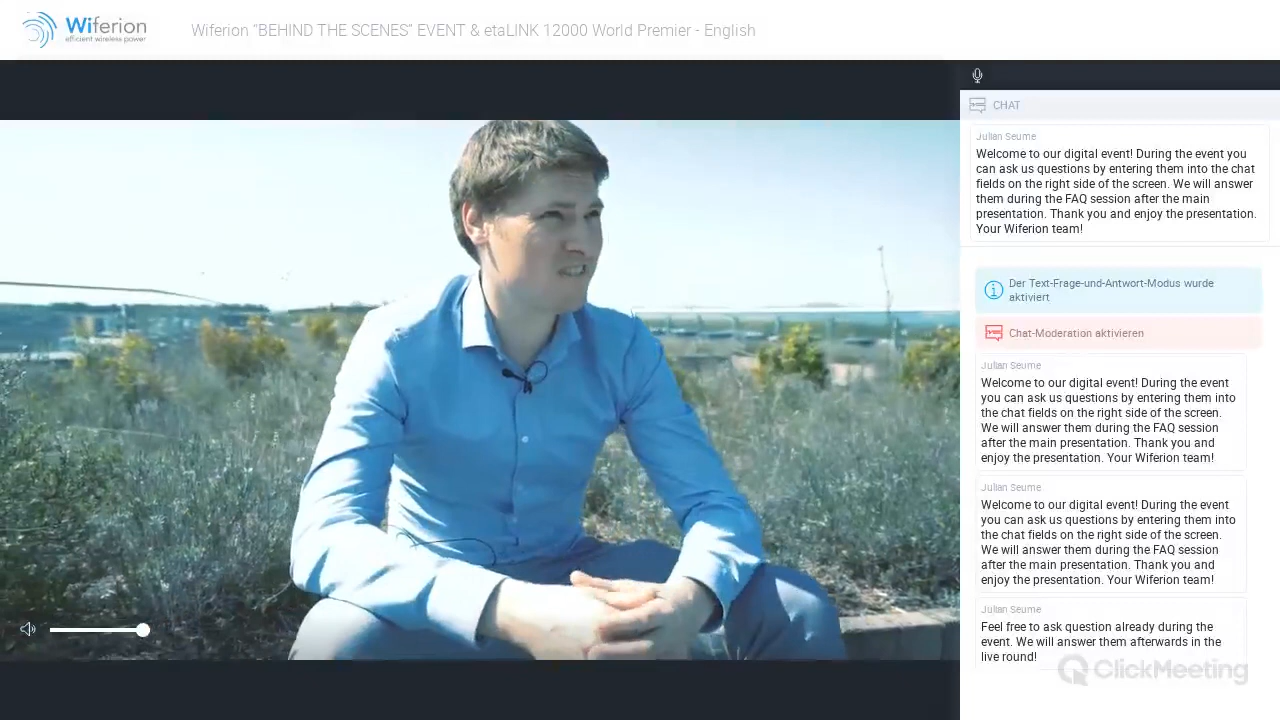 Wiferion
efficient wireless power
Wiferion “BEHIND THE SCENES” EVENT & etaLINK 12000 World Premier - English
CHAT
Julian Seume
Welcome to our digital event! During the event you
can ask us questions by entering them into the chat
fields on the right side of the screen. We will answer
them during the FAQ session after the main
presentation. Thank you and enjoy the presentation.
Your Wiferion team!
Der Text-Frage-und-Antwort-Modus wurde
aktiviert
Chat-Moderation aktivieren
Julian Seume
Welcome to our digital event! During the event
you can ask us questions by entering them into
the chat fields on the right side of the screen.
We will answer them during the FAQ session
after the main presentation. Thank you and
enjoy the presentation. Your Wiferion team!
Julian Seume
Welcome to our digital event! During the event
you can ask us questions by entering them into
the chat fields on the right side of the screen.
We will answer them during the FAQ session
after the main presentation. Thank you and
enjoy the presentation. Your Wiferion team!
Julian Seume
Feel free to ask question already during the
event. We will answer them afterwards in the
live round!
ClickMeeting